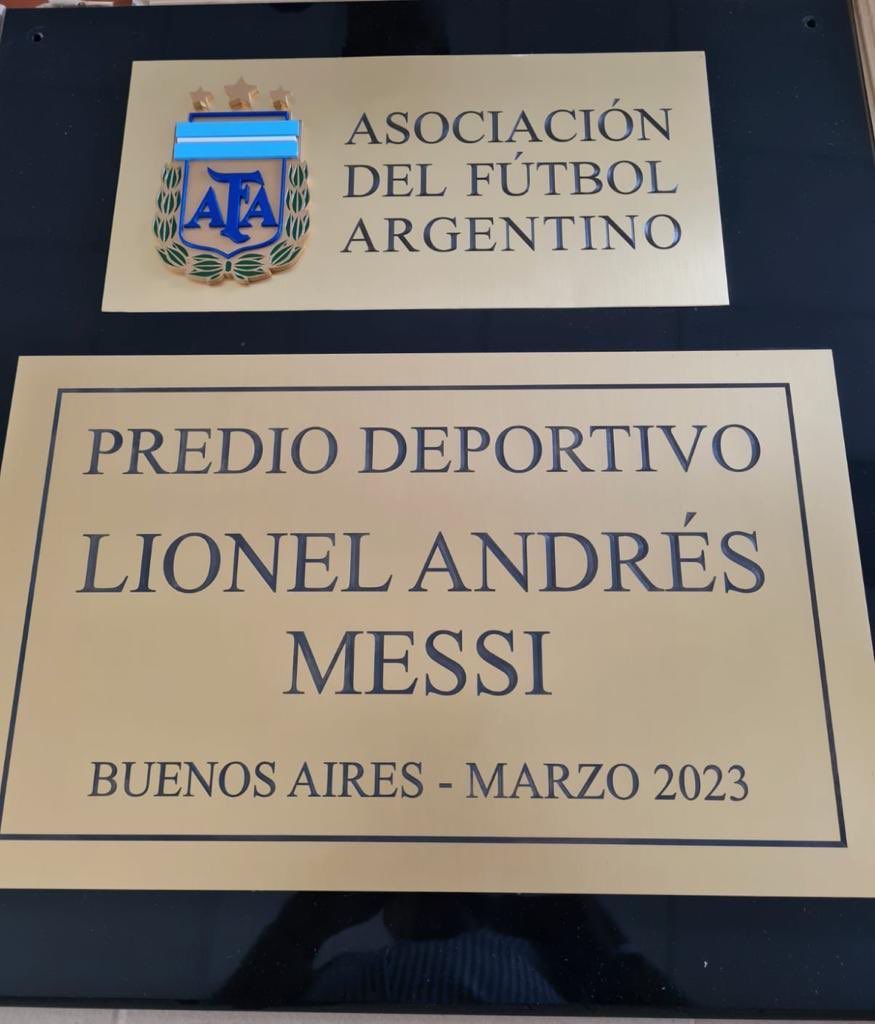 AFA
ASOCIACIÓN
DEL FÚTBOL
ARGENTINO
PREDIO DEPORTIVO
LIONEL ANDRÉS
MESSI
BUENOS AIRES - MARZO 2023